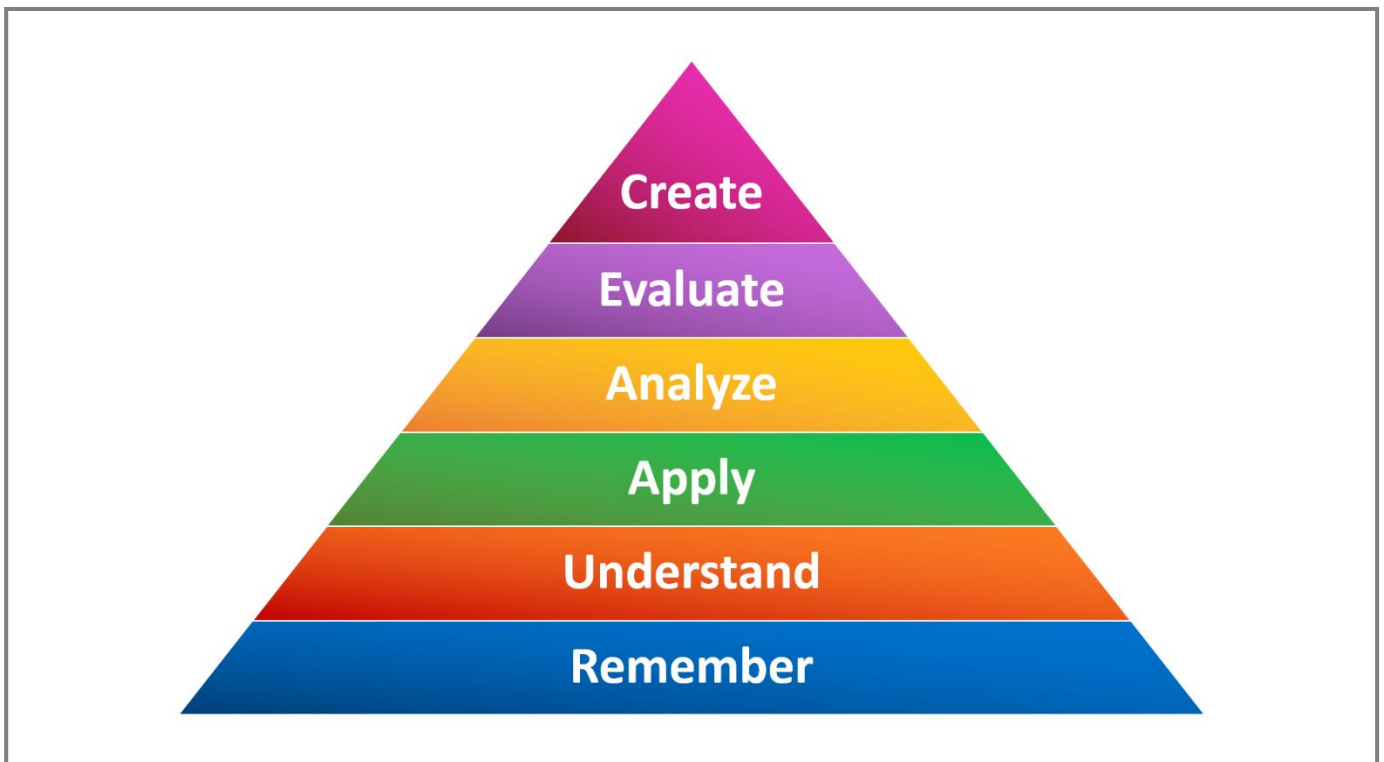 Create
Evaluate
Analyze
Apply
Understand
Remember